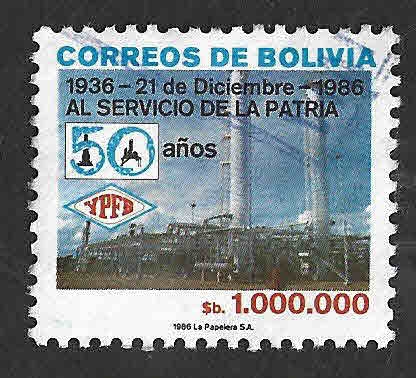 CORREOS DE BOLIVIA
1936 - 21 de Diciembre - 1986
AL SERVICIO DE LA PATRIA
50 años
YPFB
$b. 1.000.000
1986 La Papelera S.A.